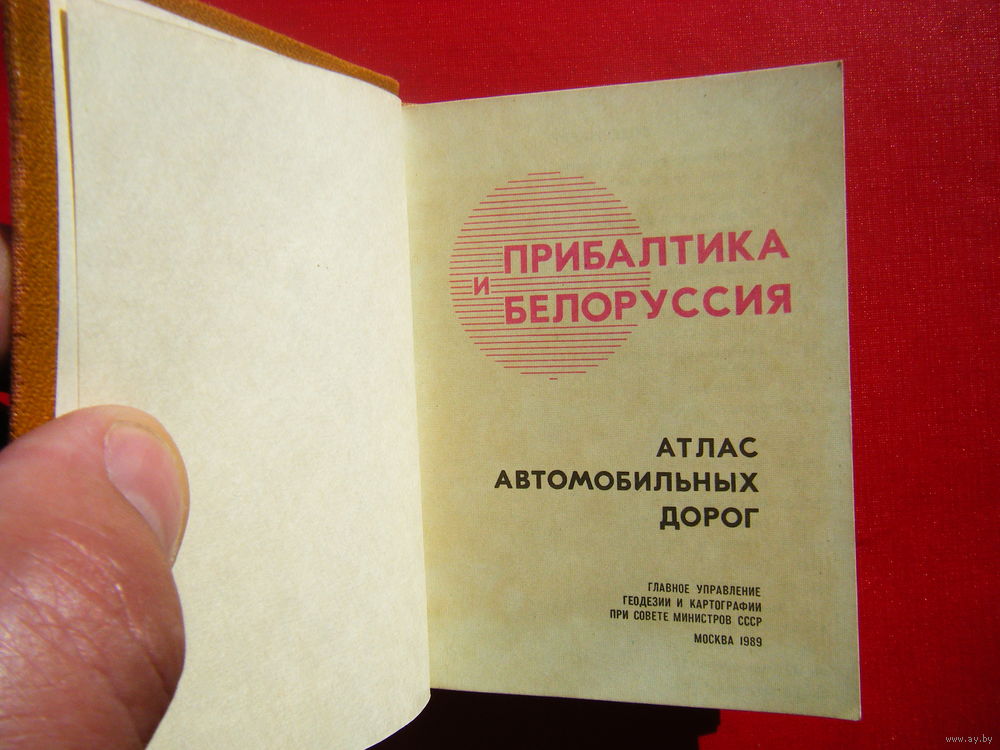 ПРИБАЛТИКА
И БЕЛОРУССИЯ
АТЛАС
АВТОМОБИЛЬНЫХ
ДОРОГ
ГЛАВНОЕ УПРАВЛЕНИЕ
ГЕОДЕЗИИ И КАРТОГРАФИИ
ПРИ СОВЕТЕ МИНИСТРОВ СССР
МОСКВА 1989
www.ay.by